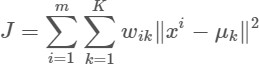 J = \sum_{i=1}^{m} \sum_{k=1}^{K} w_{ik} \| x^i - \mu_k \|^2